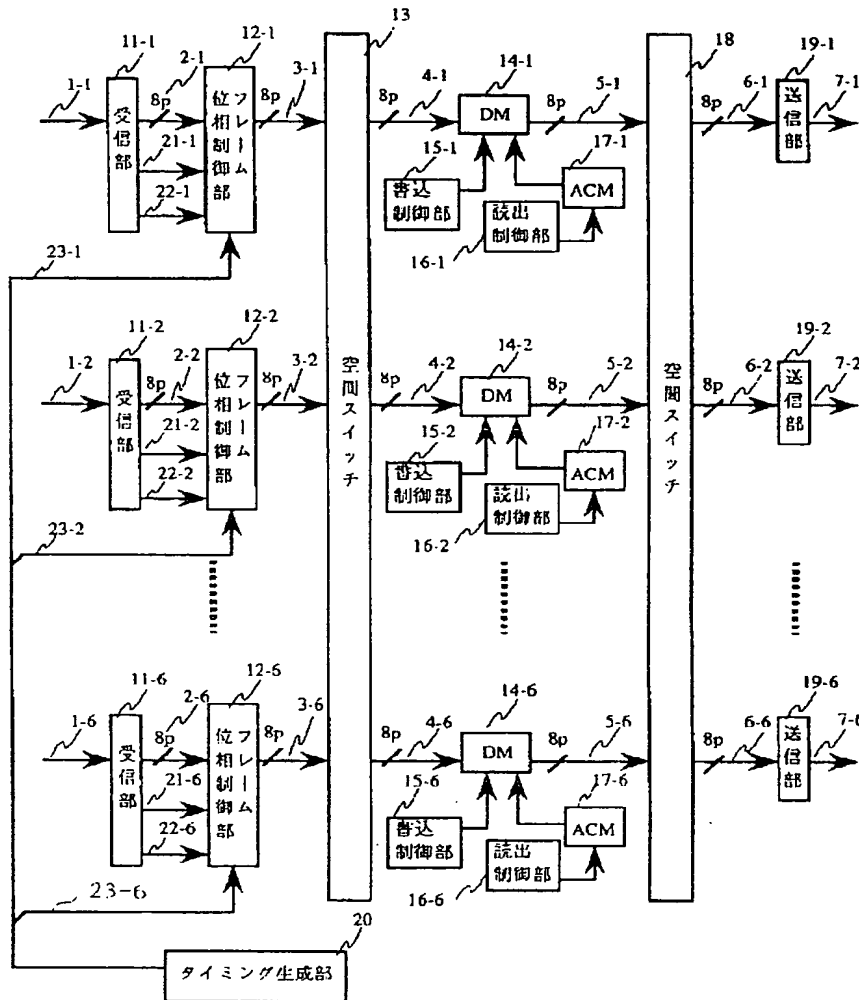 11-1 2-1 12-1 3-1 13 4-1 14-1 5-1 18 6-1 19-1 7-1
1-1 8p 8p 8p 8p 8p
受信部
フレーム
位相制御部
DM
送信部
21-1
22-1
15-1
書込
制御部
17-1
ACM
読出
制御部
16-1
23-1
空間スイッチ
空間スイッチ
11-2 2-2 12-2 3-2 4-2 14-2 5-2 6-2 19-2 7-2
1-2 8p 8p 8p 8p 8p
受信部
フレーム
位相制御部
DM
送信部
21-2
22-2
15-2
書込
制御部
17-2
ACM
読出
制御部
16-2
23-2
11-6 2-6 12-6 3-6 4-6 14-6 5-6 6-6 19-6 7-6
1-6 8p 8p 8p 8p 8p
受信部
フレーム
位相制御部
DM
送信部
21-6
22-6
15-6
書込
制御部
17-6
ACM
読出
制御部
16-6
23-6
20
タイミング生成部